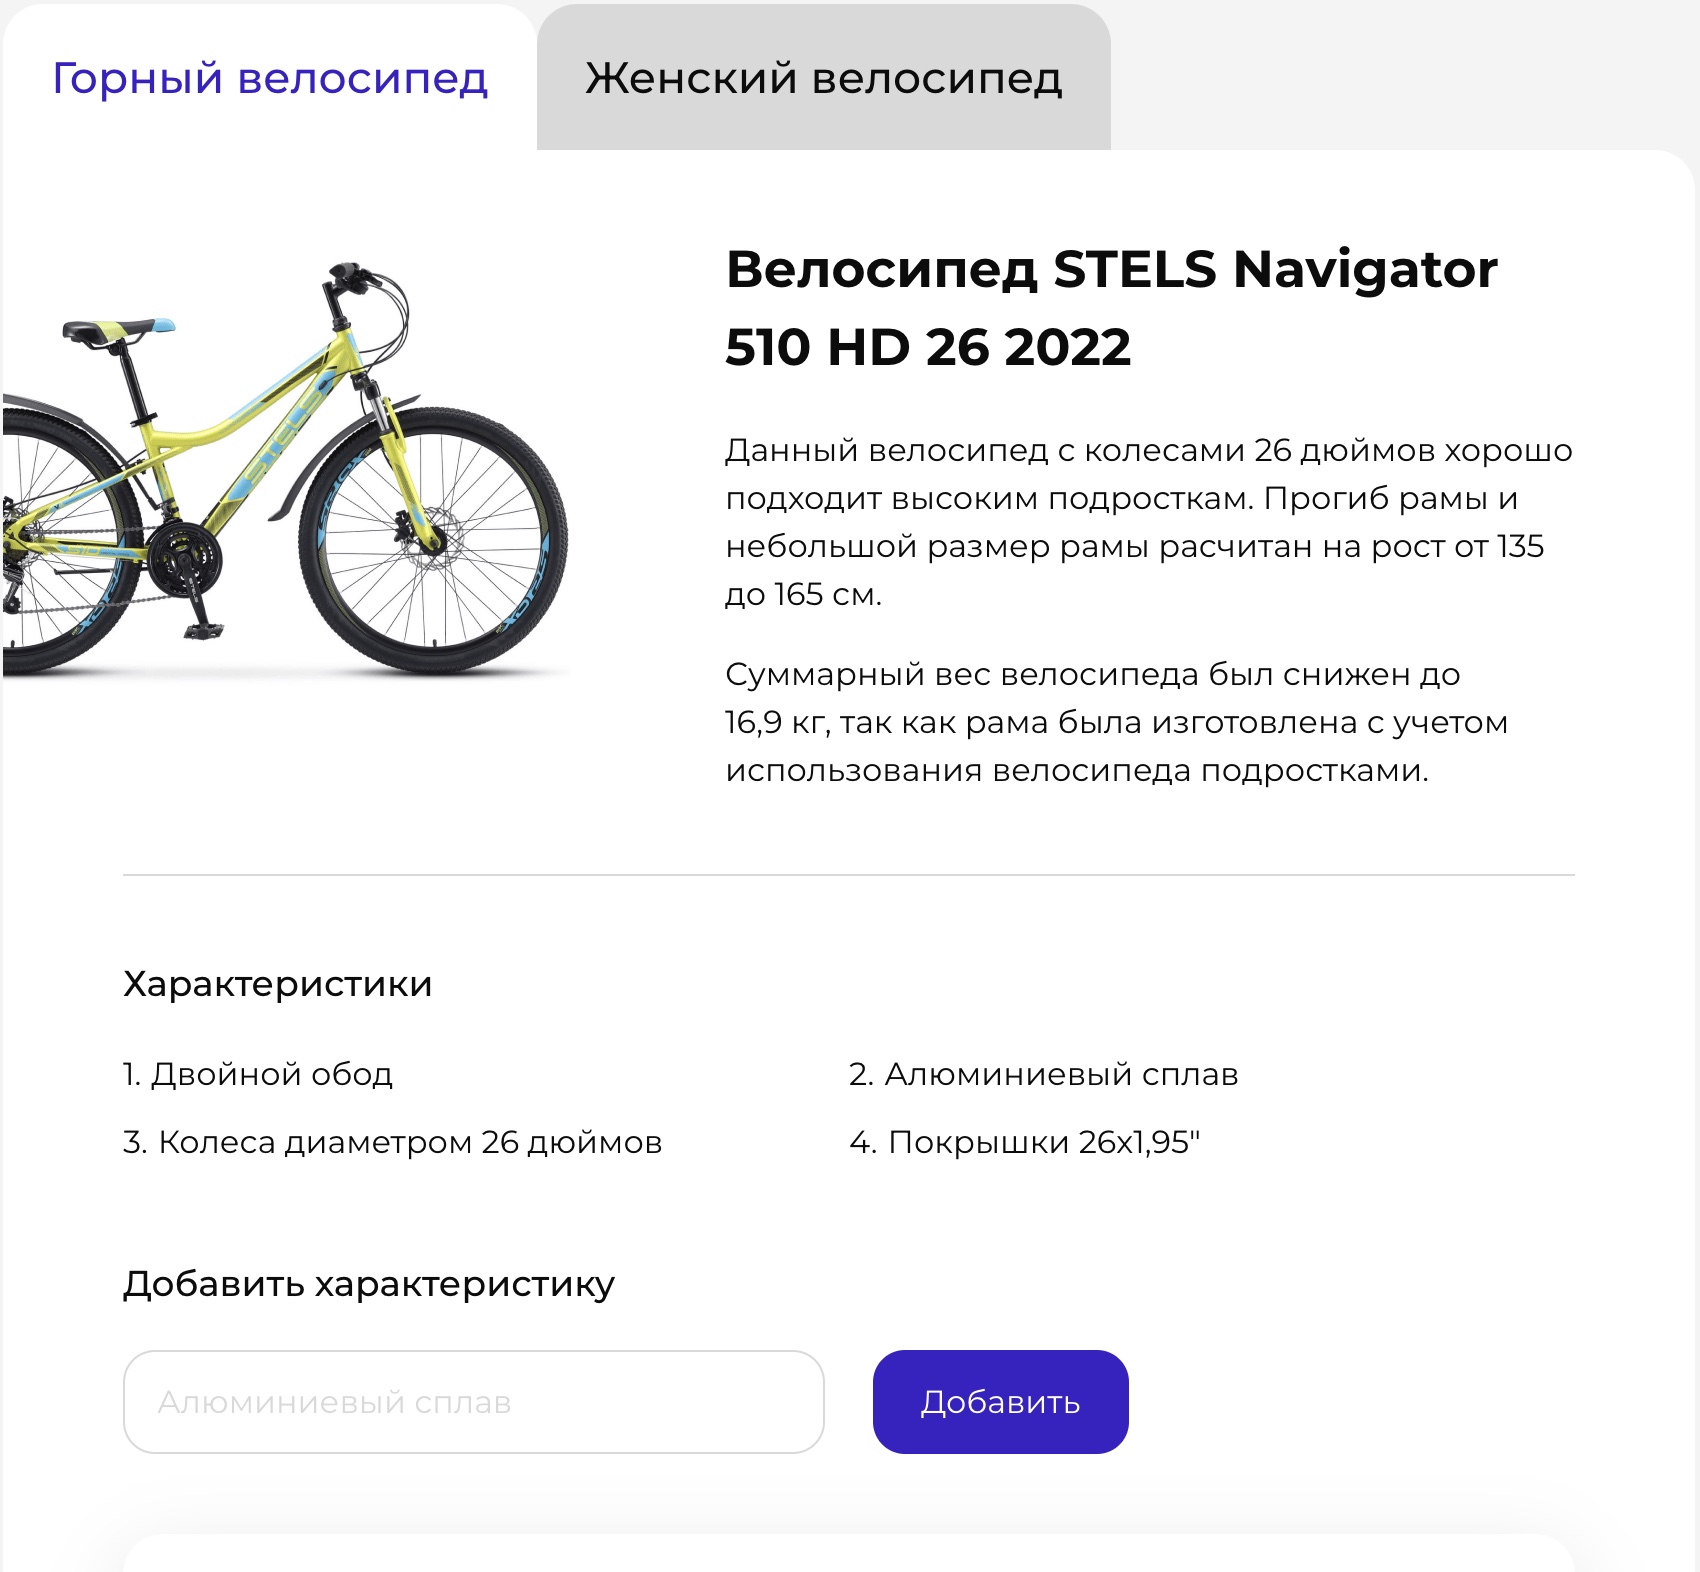 Горный велосипед
Женский велосипед
Велосипед STELS Navigator
510 HD 26 2022
STELS
Данный велосипед с колесами 26 дюймов хорошо
подходит высоким подросткам. Прогиб рамы и
небольшой размер рамы расчитан на рост от 135
до 165 см.
Суммарный вес велосипеда был снижен до
16,9 кг, так как рама была изготовлена с учетом
использования велосипеда подростками.
Характеристики
1. Двойной обод
2. Алюминиевый сплав
3. Колеса диаметром 26 дюймов
4. Покрышки 26x1,95"
Добавить характеристику
Алюминиевый сплав
Добавить